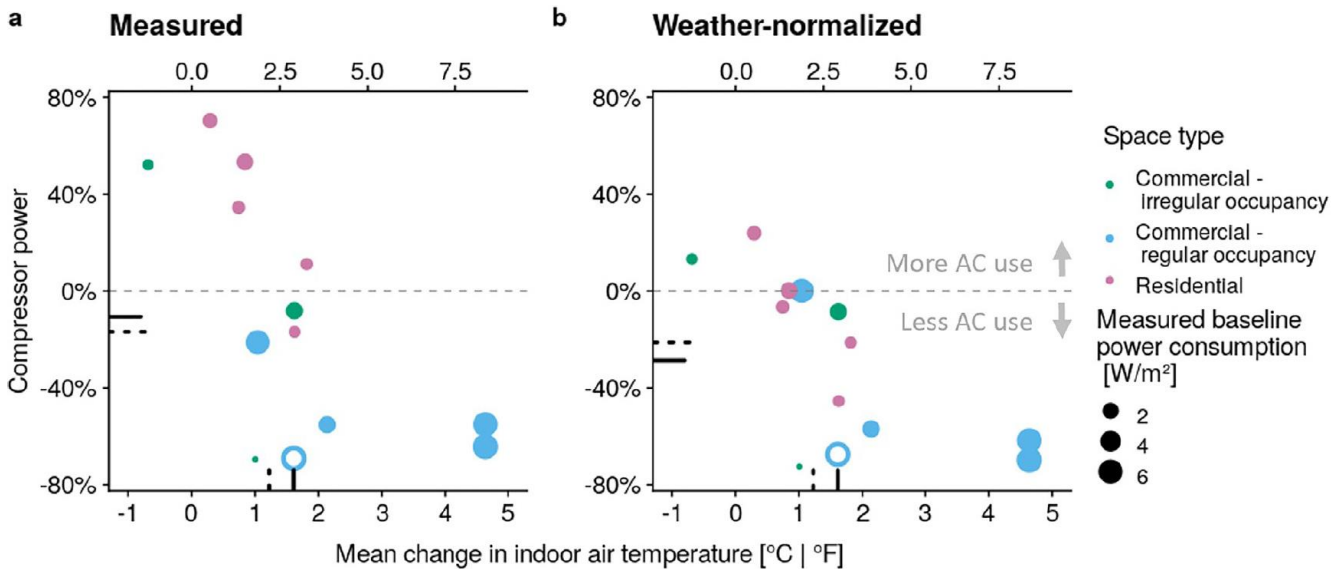 a Measured
0.0 2.5 5.0 7.5
80%
40%
0%
-40%
-80%
-1 0 1 2 3 4 5
Compressor power
b Weather-normalized
0.0 2.5 5.0 7.5
80%
40%
0%
-40%
-80%
-1 0 1 2 3 4 5
More AC use
Less AC use
Mean change in indoor air temperature [°C | °F]
Space type
Commercial -
Irregular occupancy
Commercial -
regular occupancy
Residential
Measured baseline
power consumption
[W/m²]
2
4
6